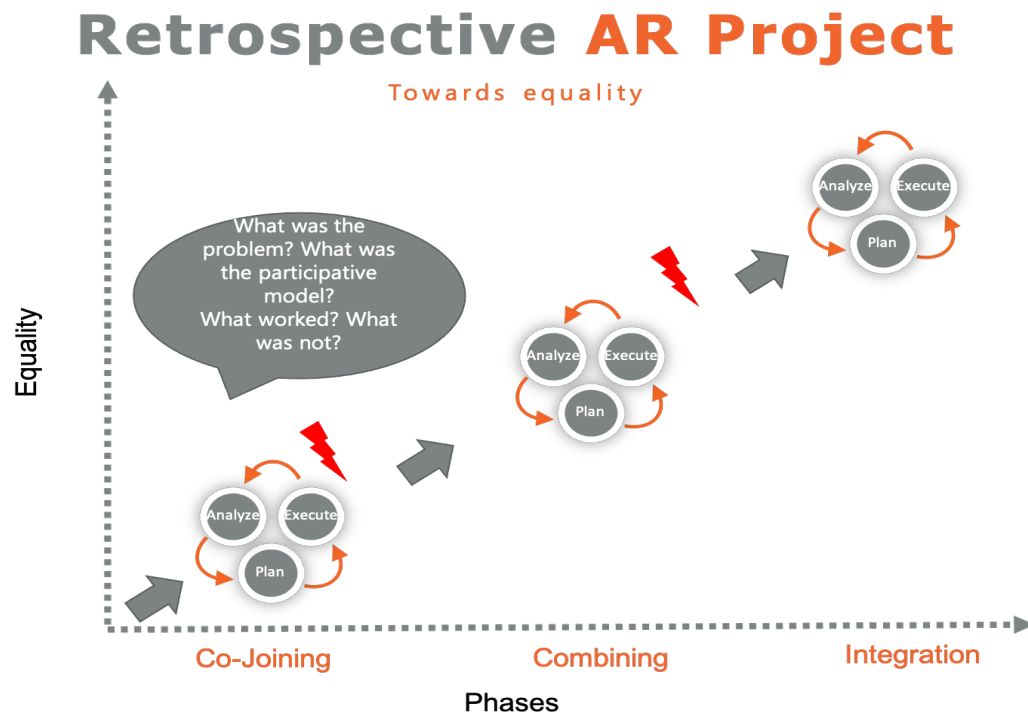 Retrospective AR Project
Towards equality
Analyze
Execute
Plan
What was the
problem? What was
the participative
model?
What worked? What
was not?
Equality
Analyze
Execute
Plan
Analyze
Execute
Plan
Co-Joining
Combining
Integration
Phases